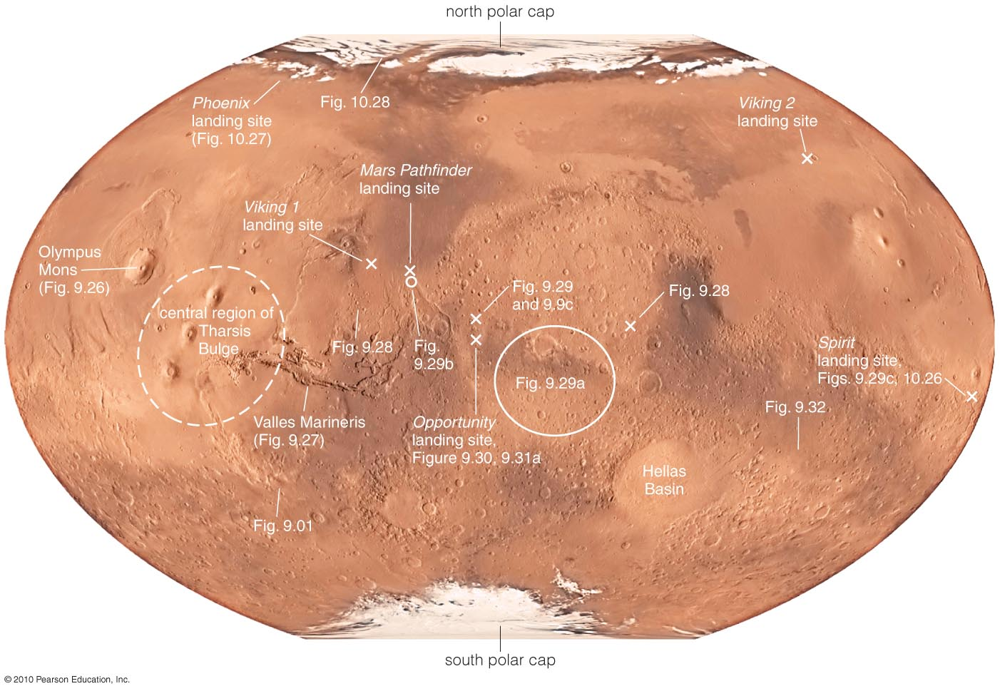 north polar cap
Phoenix
landing site
(Fig. 10.27)
Fig. 10.28
Viking 2
landing site
Mars Pathfinder
landing site
Viking 1
landing site
Olympus
Mons
(Fig. 9.26)
central region of
Tharsis
Bulge
Fig. 9.29
and 9.9c
Fig. 9.28
Fig. 9.28
Fig.
9.29b
Spirit
landing site,
Figs. 9.29c, 10.26
Fig. 9.29a
Fig. 9.32
Valles Marineris
(Fig. 9.27)
Opportunity
landing site,
Figure 9.30, 9.31a
Hellas
Basin
Fig. 9.01
south polar cap
© 2010 Pearson Education, Inc.